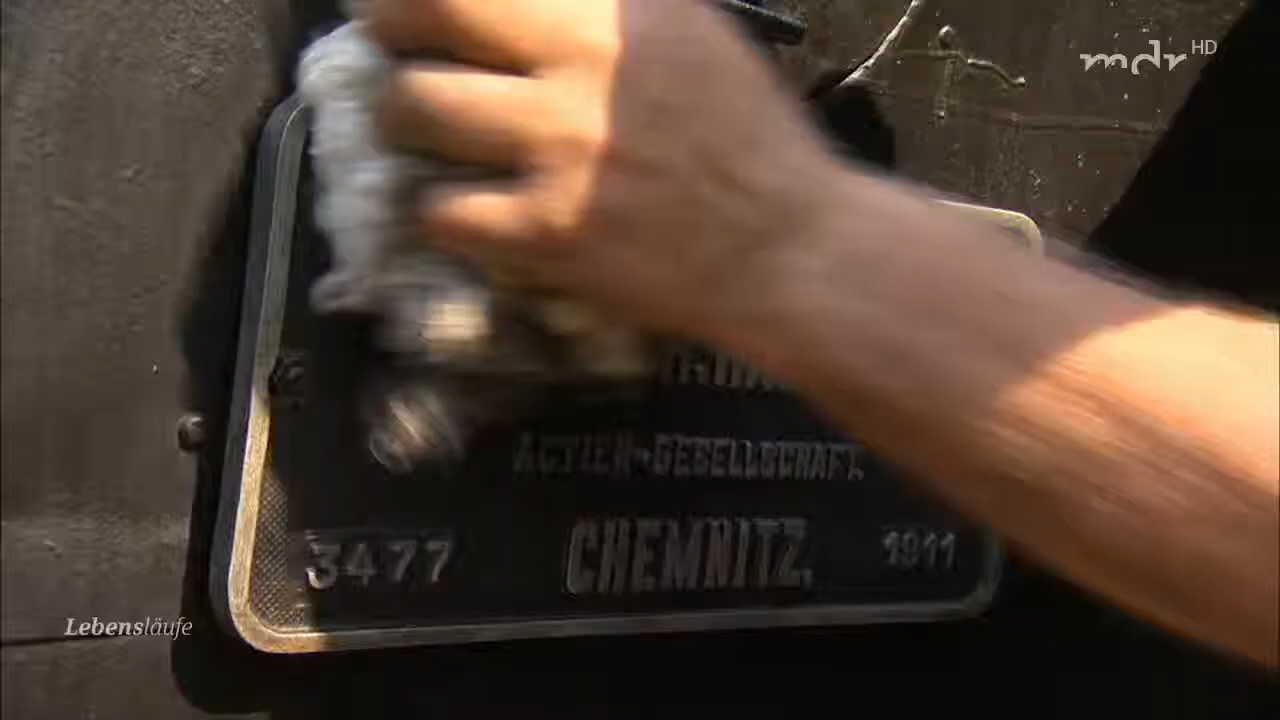 mdr HD
ACTIEN-GESELLSCHAFT.
3477 CHEMNITZ, 1911
Lebensläufe